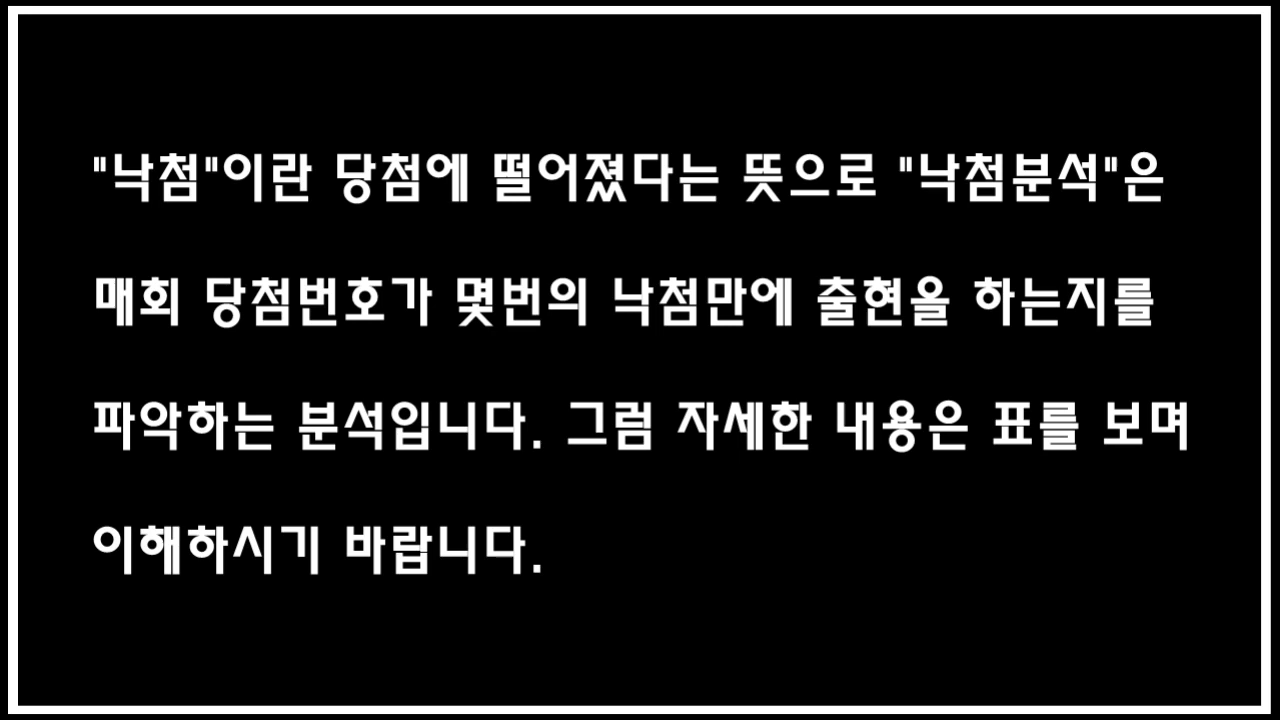 "낙첨"이란 당첨에 떨어졌다는 뜻으로 "낙첨분석"은
매회 당첨번호가 몇번의 낙첨만에 출현을 하는지를
파악하는 분석입니다. 그럼 자세한 내용은 표를 보며
이해하시기 바랍니다.